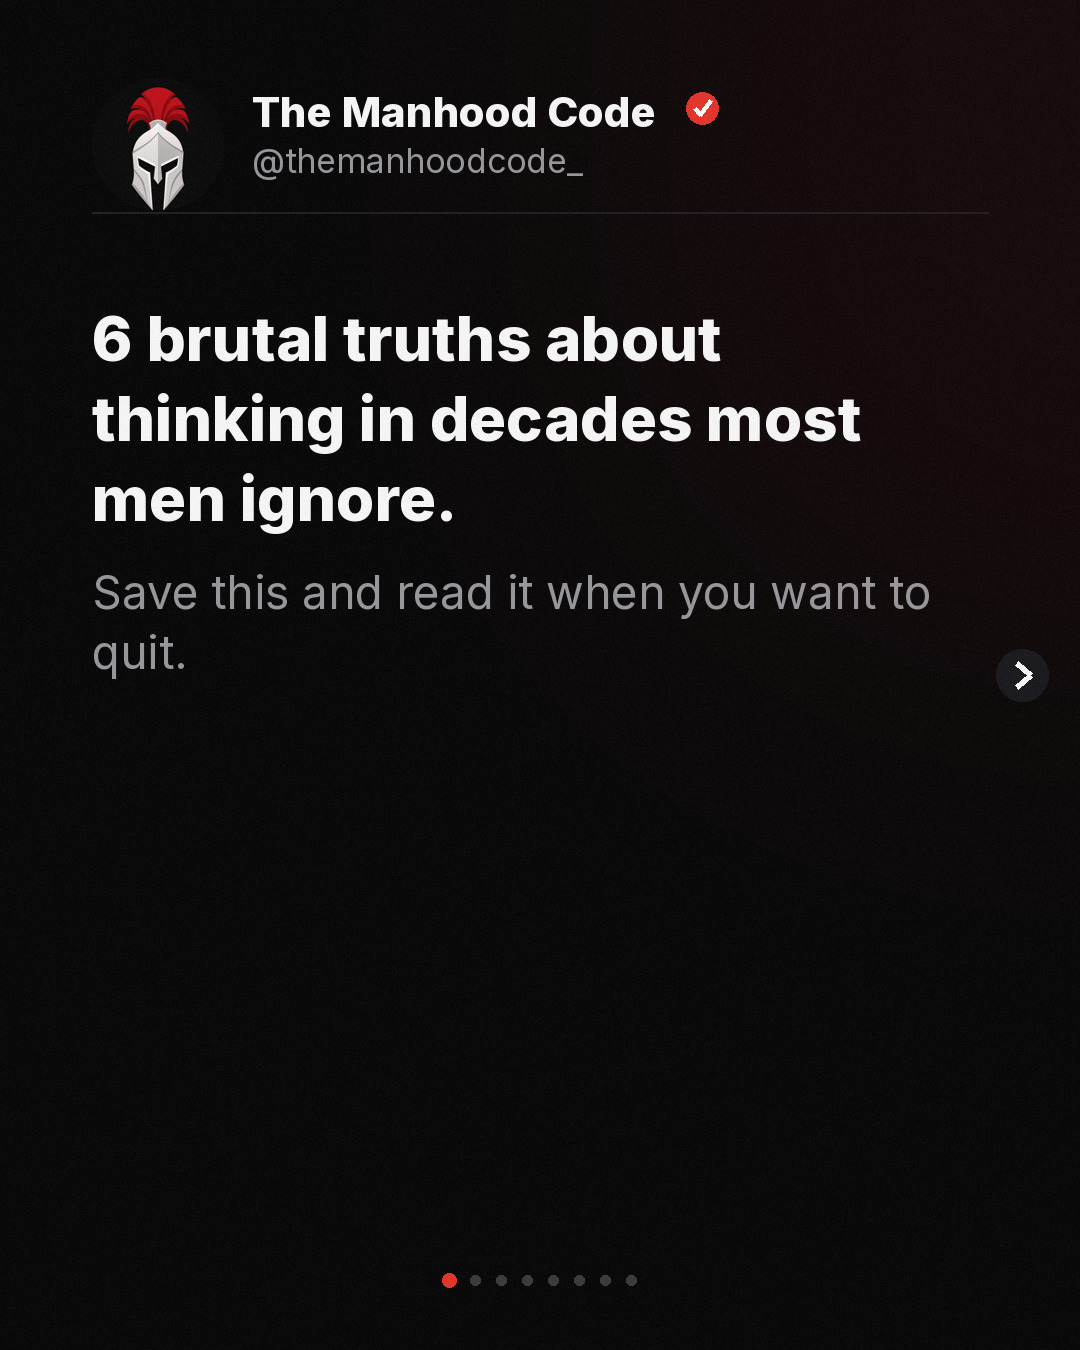 The Manhood Code
@themanhoodcode_
6 brutal truths about
thinking in decades most
men ignore.
Save this and read it when you want to
quit.